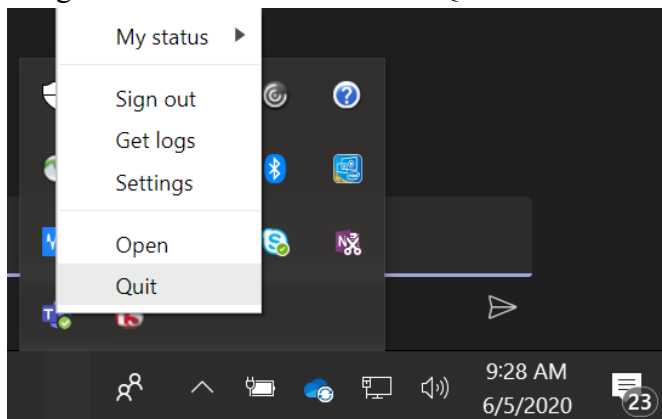 My status
Sign out
Get logs
Settings
Open
Quit
9:28 AM
6/5/2020
23